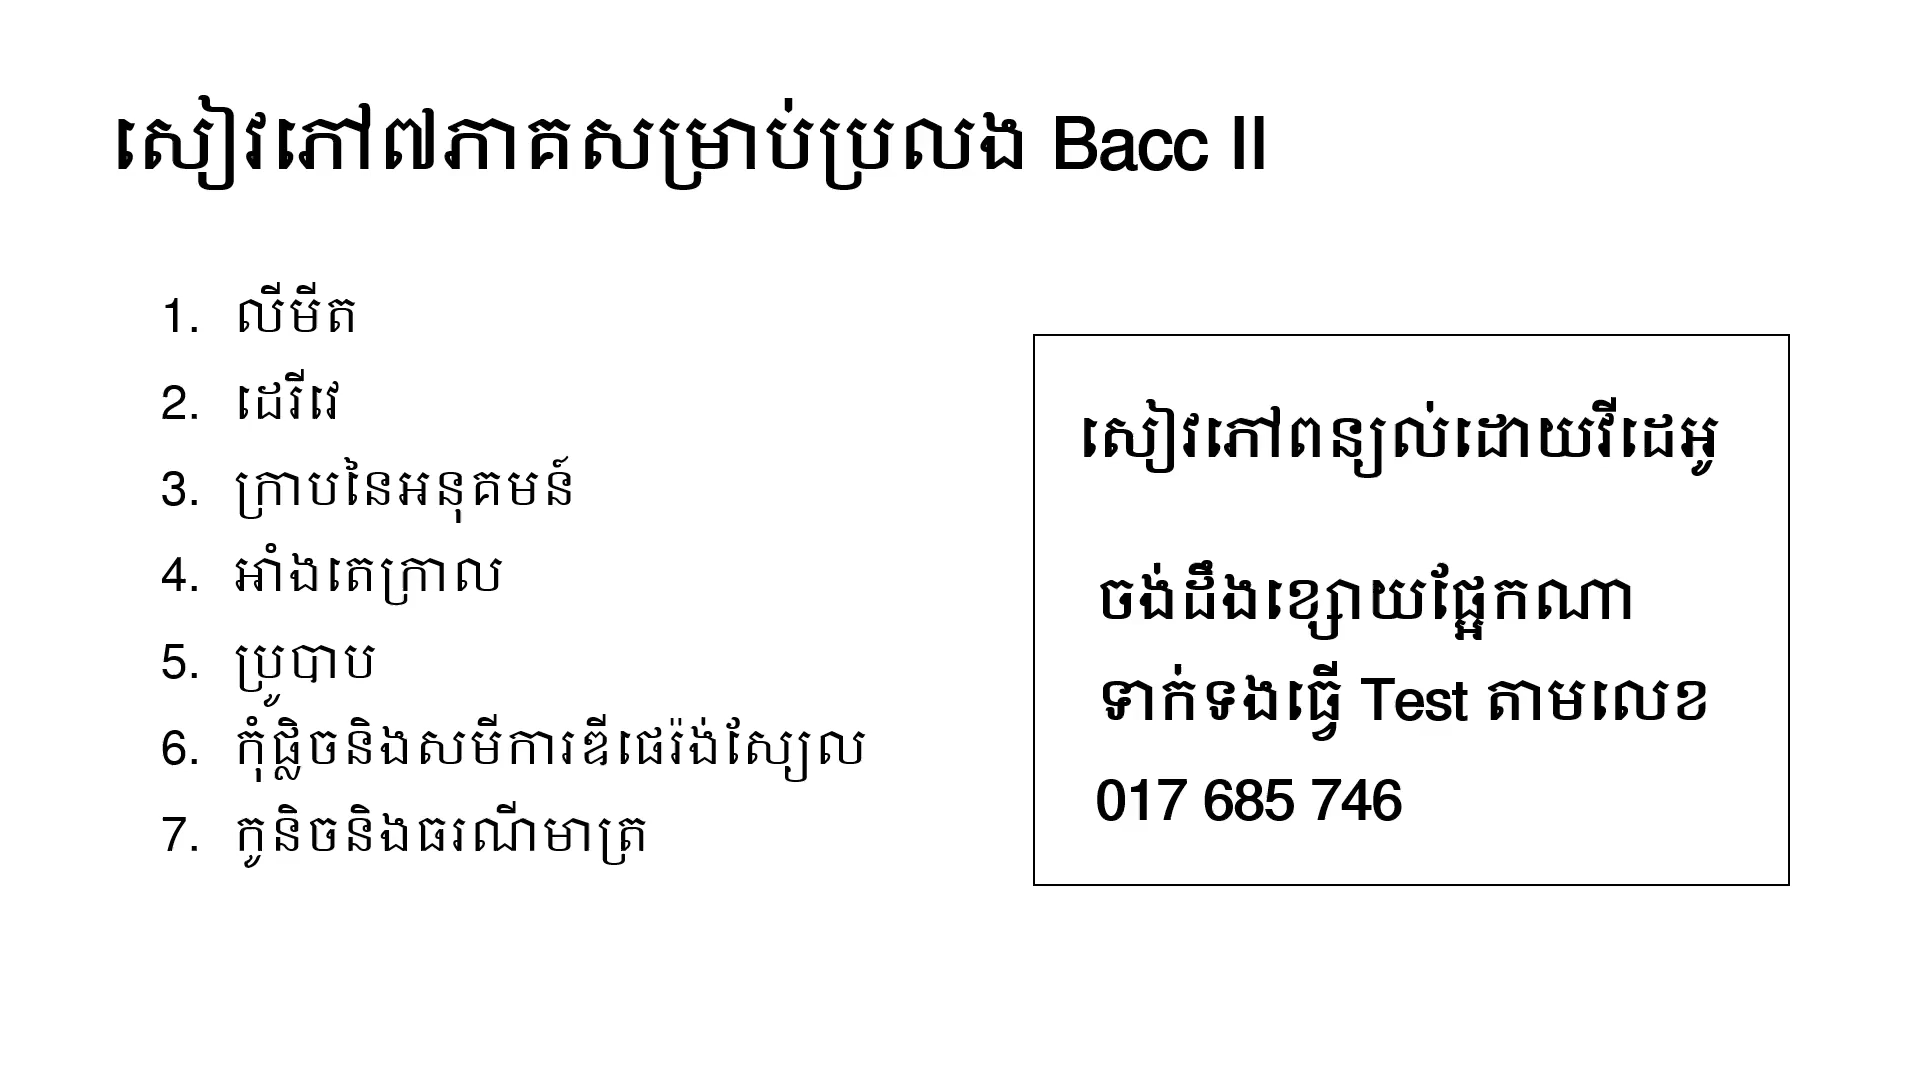 សៀវភៅ៧ភាគសម្រាប់ប្រលង Bacc II
1. លីមីត
2. ដេរីវេ
3. ក្រាបនៃអនុគមន៍
4. អាំងតេក្រាល
5. ប្រូបាប
6. កុំផ្លិចនិងសមីការឌីផេរ៉ង់ស្យែល
7. កូនិចនិងធរណីមាត្រ
សៀវភៅពន្យល់ដោយវីដេអូ
ចង់ដឹងខ្សោយផ្អែកណា
ទាក់ទងធ្វើ Test តាមលេខ
017 685 746